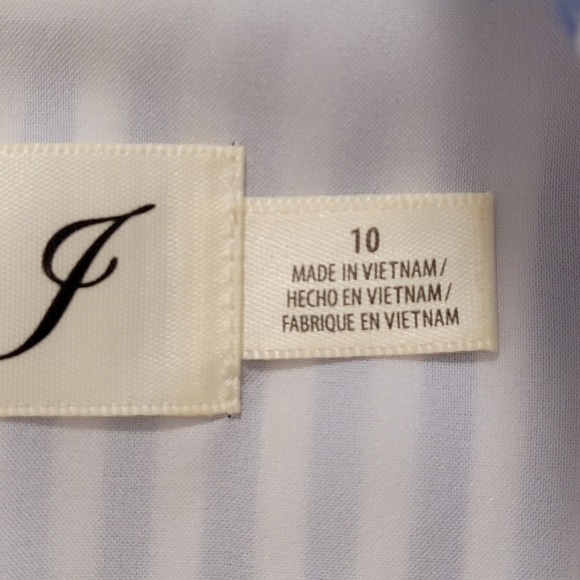 J
10
MADE IN VIETNAM/
HECHO EN VIETNAM/
FABRIQUE EN VIETNAM